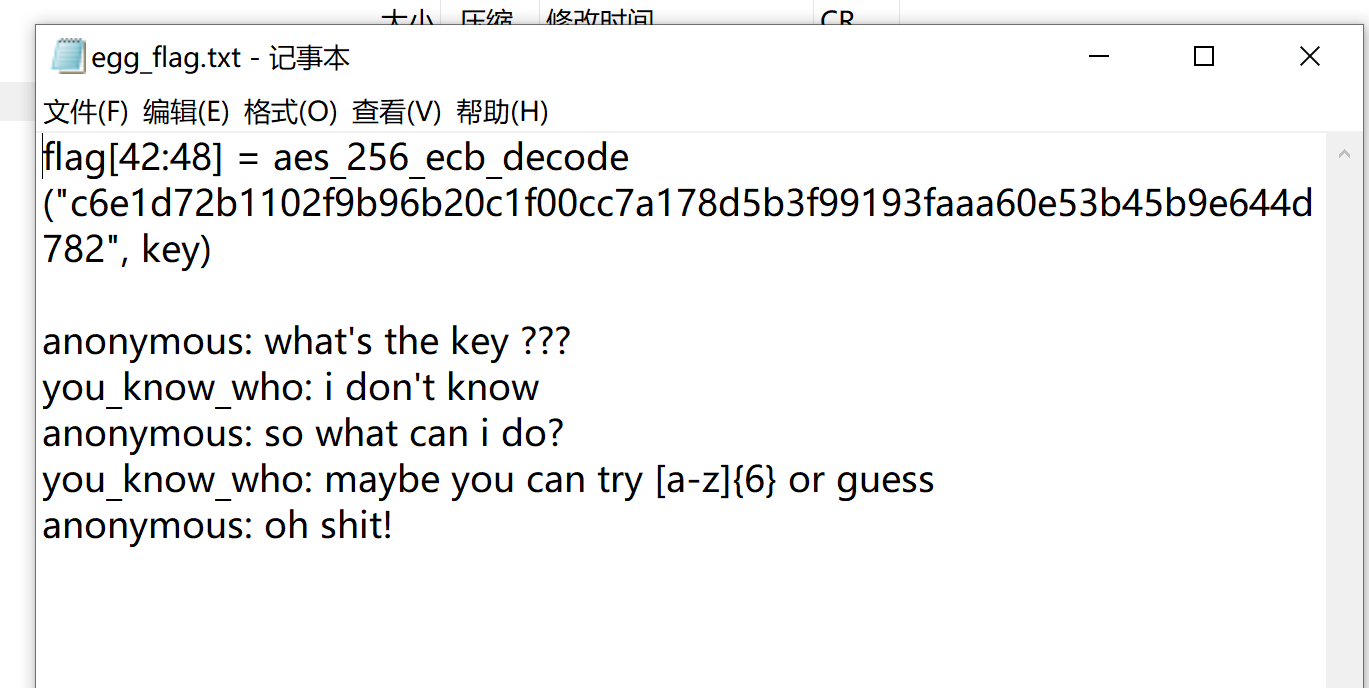 大小 压缩 修改时间 CR
egg_flag.txt - 记事本
文件(F) 编辑(E) 格式(O) 查看(V) 帮助(H)
flag[42:48] = aes_256_ecb_decode
("c6e1d72b1102f9b96b20c1f00cc7a178d5b3f99193faaa60e53b45b9e644d
782", key)
anonymous: what's the key ???
you_know_who: i don't know
anonymous: so what can i do?
you_know_who: maybe you can try [a-z]{6} or guess
anonymous: oh shit!